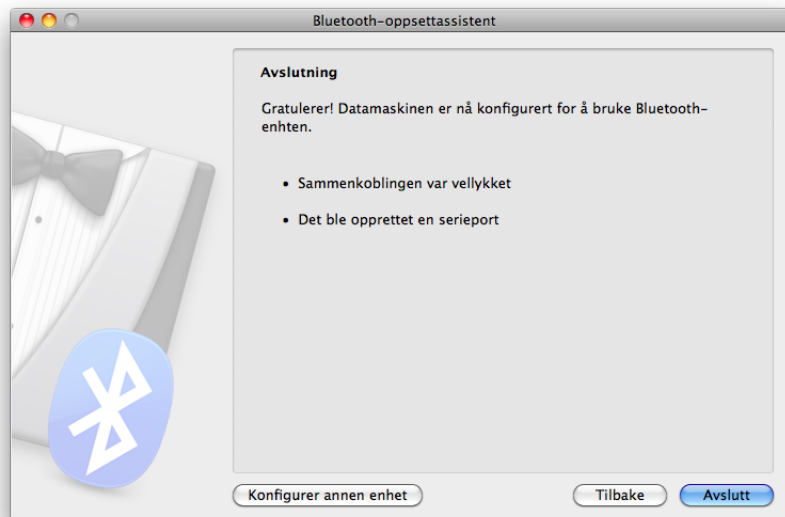 Bluetooth-oppsettassistent
Avslutning
Gratulerer! Datamaskinen er nå konfigurert for å bruke Bluetooth-
enhten.
• Sammenkoblingen var vellykket
• Det ble opprettet en serieport
Konfigurer annen enhet
Tilbake
Avslutt